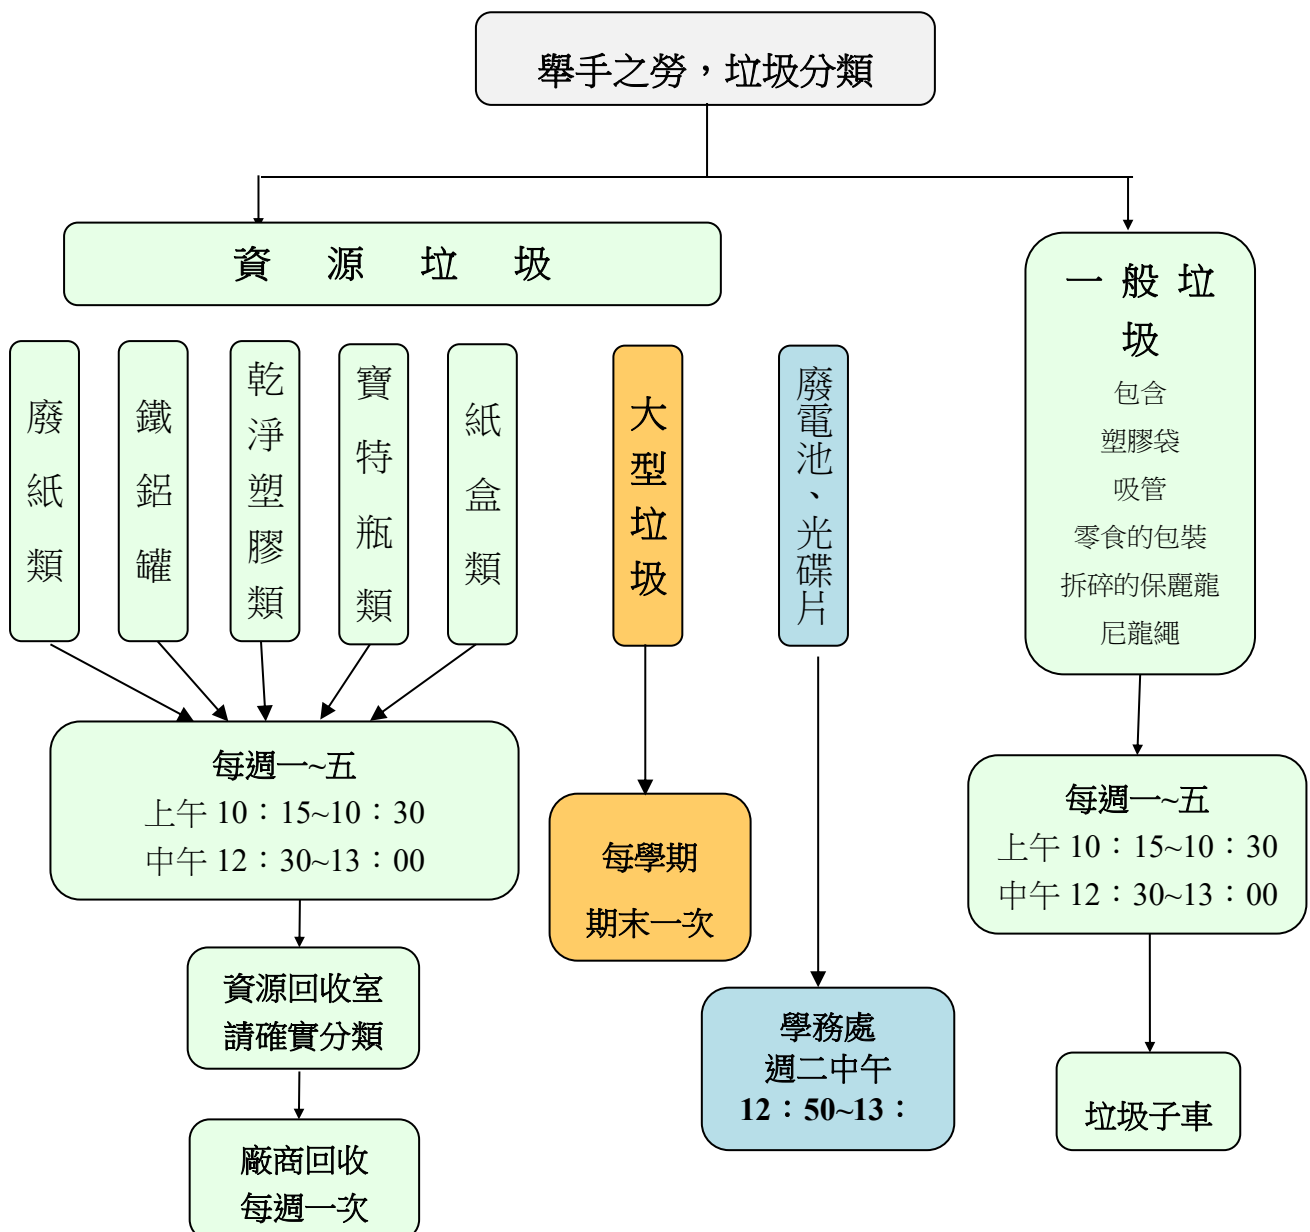 舉手之勞，垃圾分類
資源垃圾
一般垃
圾
包含
塑膠袋
吸管
零食的包裝
拆碎的保麗龍
尼龍繩
廢紙類
鐵鋁罐
乾淨塑膠類
寶特瓶類
紙盒類
大型垃圾
廢電池、光碟片
每週一~五
上午 10：15~10：30
中午 12：30~13：00
每學期
期末一次
每週一~五
上午 10：15~10：30
中午 12：30~13：00
資源回收室
請確實分類
學務處
週二中午
12：50~13：
垃圾子車
廠商回收
每週一次